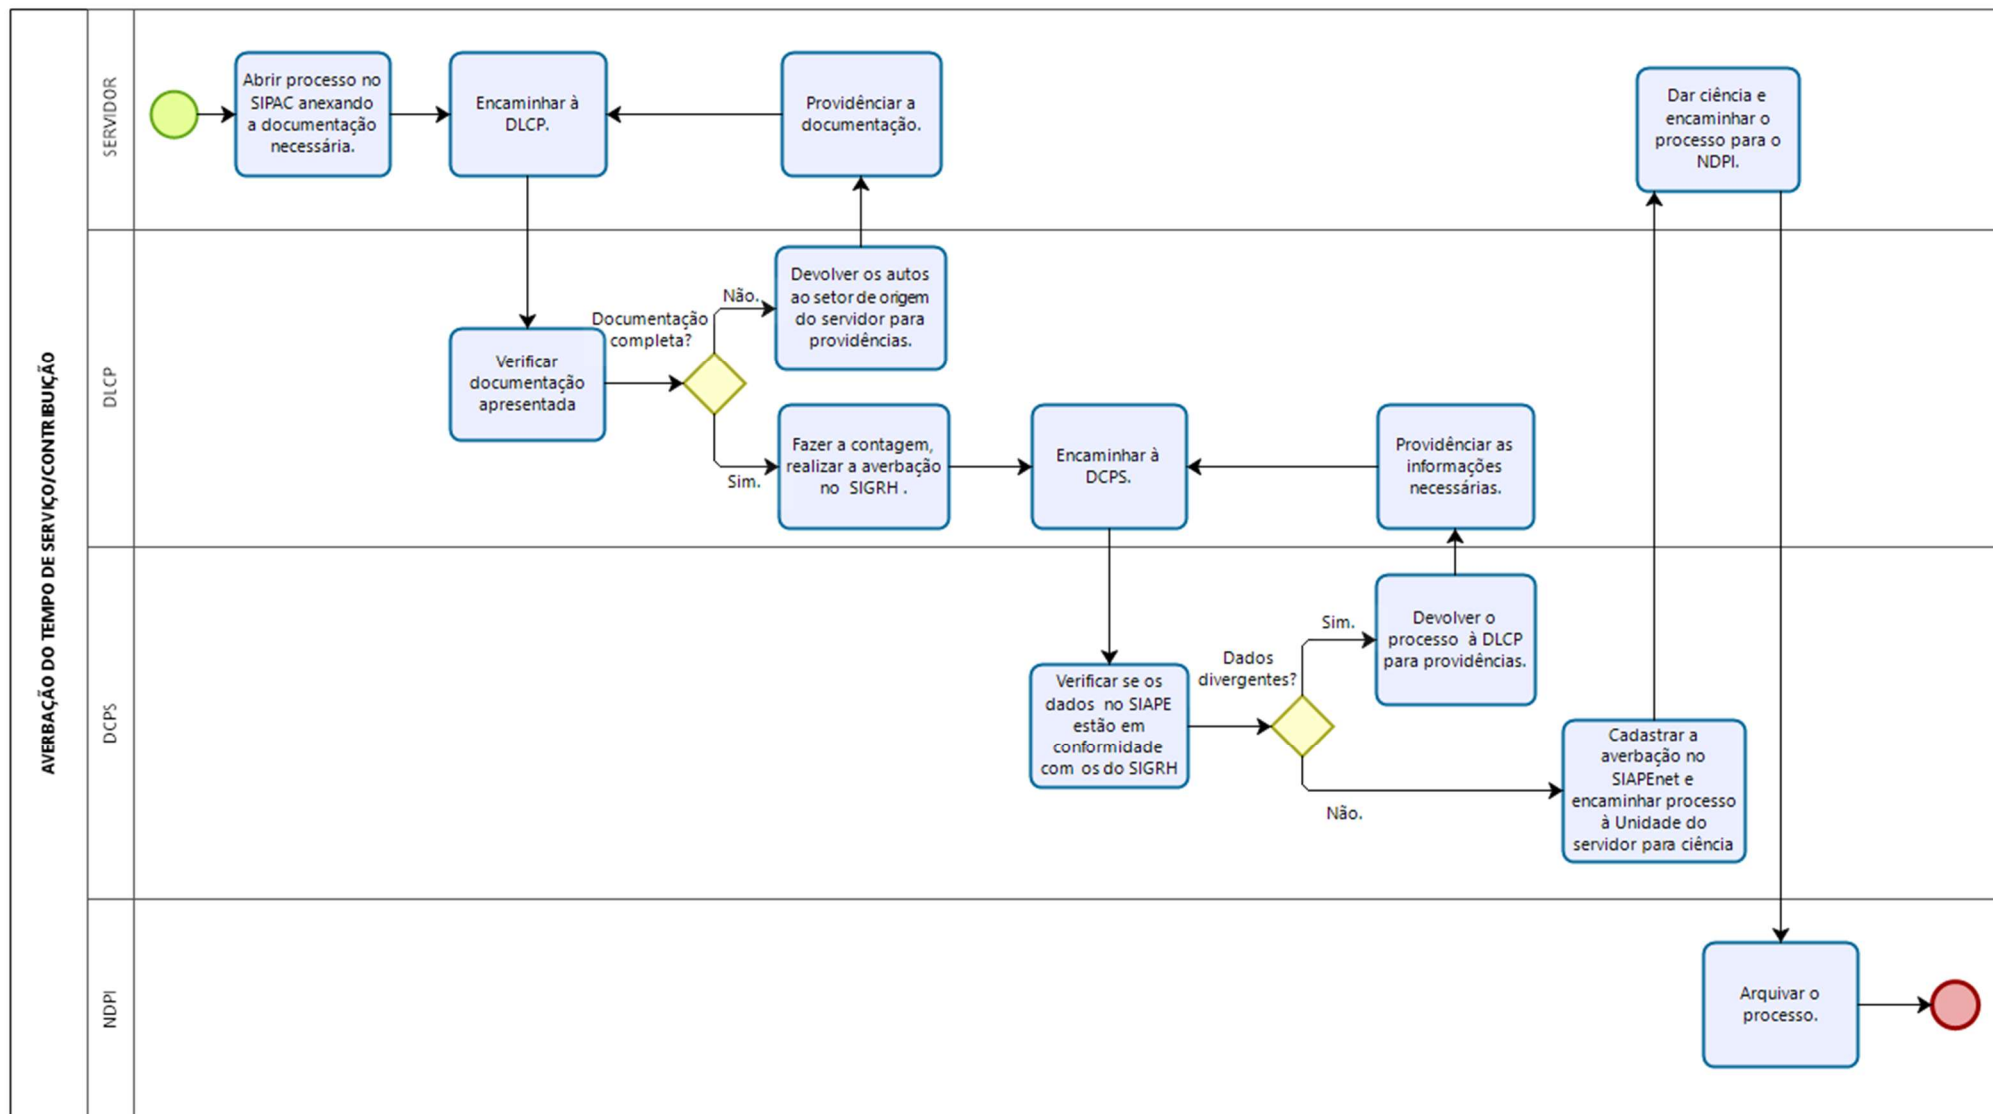 AVERBAÇÃO DO TEMPO DE SERVIÇO/CONTRIBUIÇÃO
SERVIDOR
Abrir processo no
SIPAC anexando
a documentação
necessária.
Encaminhar à
DLCP.
Providênciar a
documentação.
Dar ciência e
encaminhar o
processo para o
NDPI.
DLCP
Verificar
documentação
apresentada
Documentação
completa?
Não.
Devolver os autos
ao setor de origem
do servidor para
providências.
Sim.
Fazer a contagem,
realizar a averbação
no SIGRH .
Encaminhar à
DCPS.
Providênciar as
informações
necessárias.
DCPS
Verificar se os
dados no SIAPE
estão em
conformidade
com os do SIGRH
Dados
divergentes?
Sim.
Devolver o
processo à DLCP
para providências.
Não.
Cadastrar a
averbação no
SIAPEnet e
encaminhar processo
à Unidade do
servidor para ciência
NDPI
Arquivar o
processo.